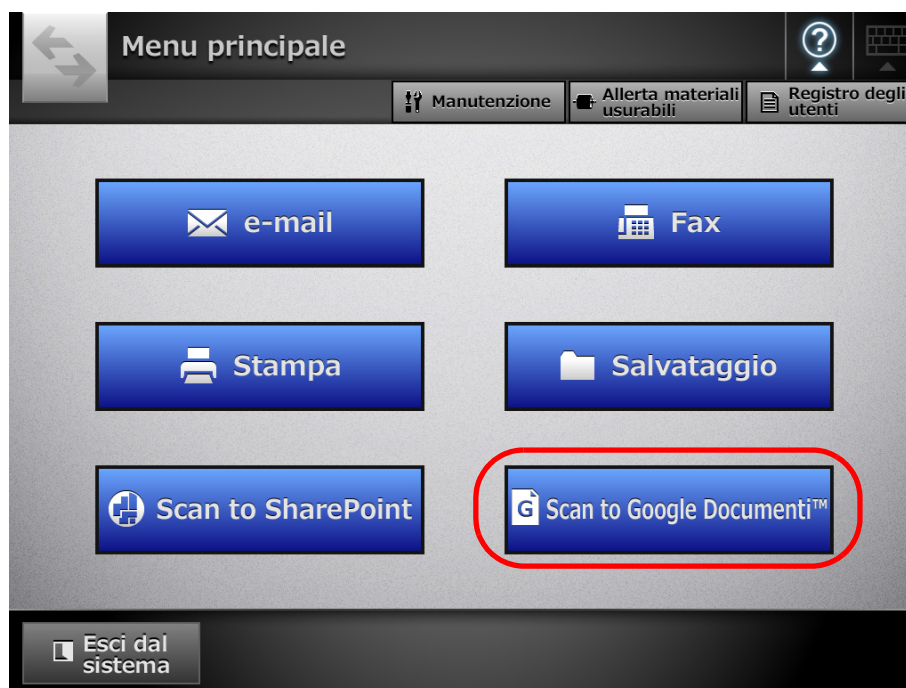 Menu principale
?
Manutenzione
Allerta materiali
usurabili
Registro degli
utenti
e-mail
Fax
Stampa
Salvataggio
Scan to SharePoint
G Scan to Google Documenti™
Esci dal
sistema